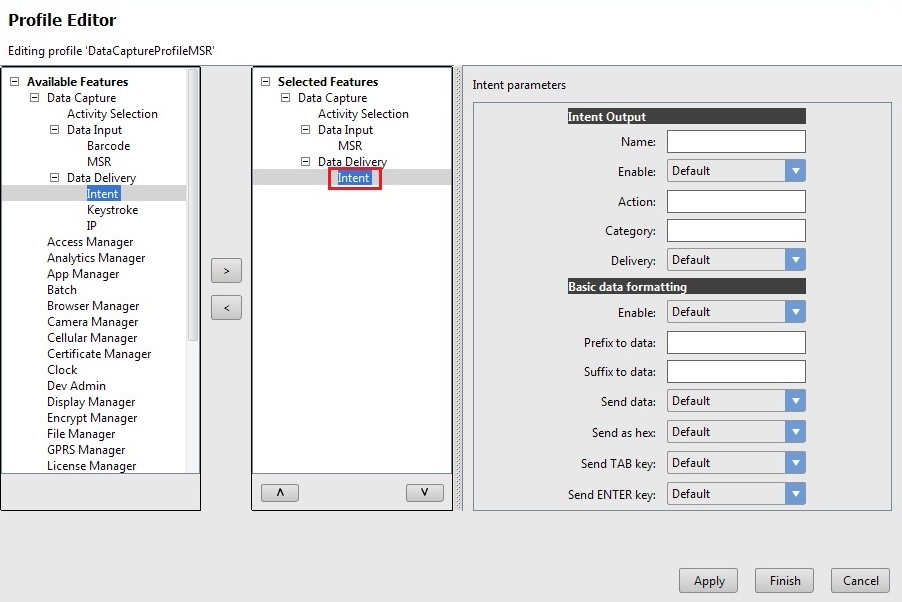 Profile Editor
Editing profile 'DataCaptureProfileMSR'
Available Features
Data Capture
Activity Selection
Data Input
Barcode
MSR
Data Delivery
Intent
Keystroke
IP
Access Manager
Analytics Manager
App Manager
Batch
Browser Manager
Camera Manager
Cellular Manager
Certificate Manager
Clock
Dev Admin
Display Manager
Encrypt Manager
File Manager
GPRS Manager
License Manager
>
<
Selected Features
Data Capture
Activity Selection
Data Input
MSR
Data Delivery
Intent
Λ
V
Intent parameters
Intent Output
Name:
Enable: Default
Action:
Category:
Delivery: Default
Basic data formatting
Enable: Default
Prefix to data:
Suffix to data:
Send data: Default
Send as hex: Default
Send TAB key: Default
Send ENTER key: Default
Apply Finish Cancel